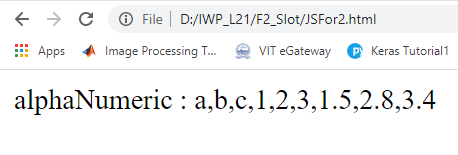 File | D:/IWP_L21/F2_Slot/JSFor2.html
Apps Image Processing T... VIT eGateway Keras Tutorial1
alphaNumeric : a,b,c,1,2,3,1.5,2.8,3.4